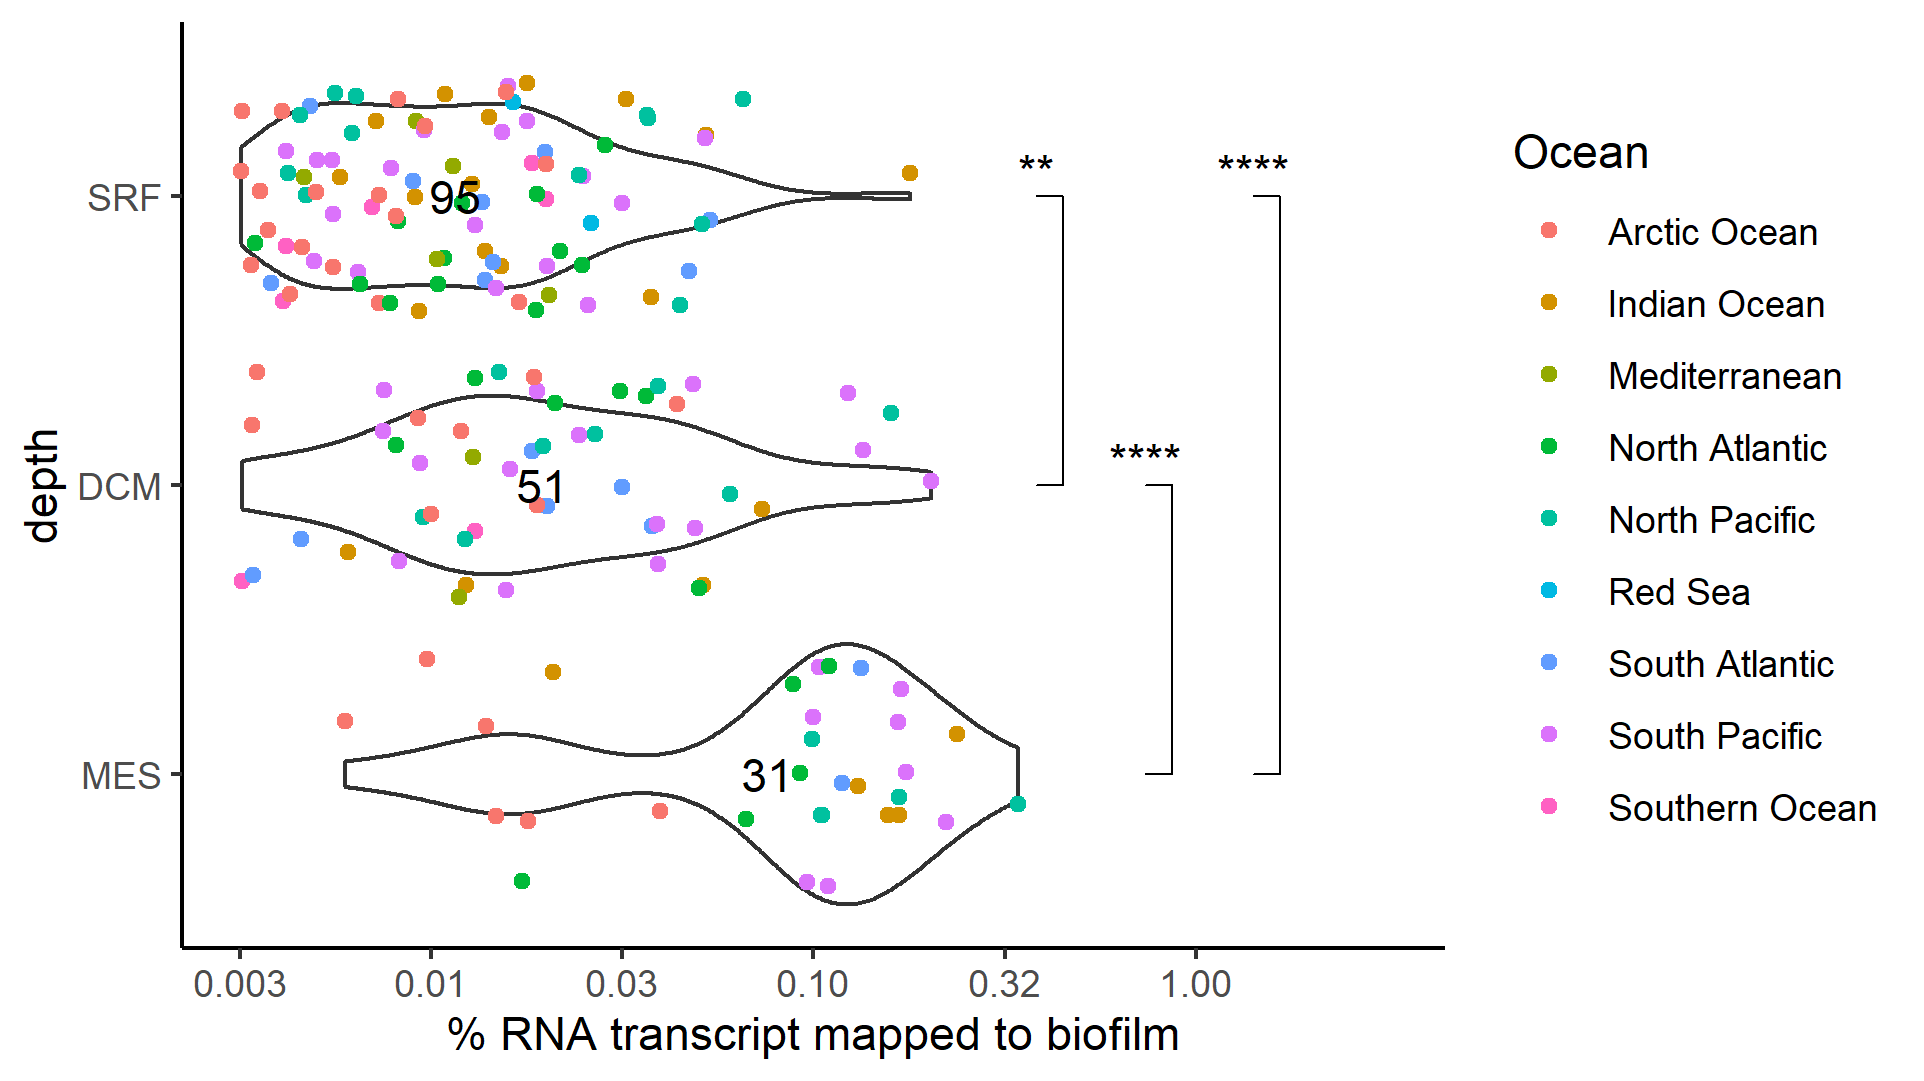 ** ****
SRF 95
****
DCM 51
MES 31
depth
0.003 0.01 0.03 0.10 0.32 1.00
% RNA transcript mapped to biofilm
Ocean
Arctic Ocean
Indian Ocean
Mediterranean
North Atlantic
North Pacific
Red Sea
South Atlantic
South Pacific
Southern Ocean